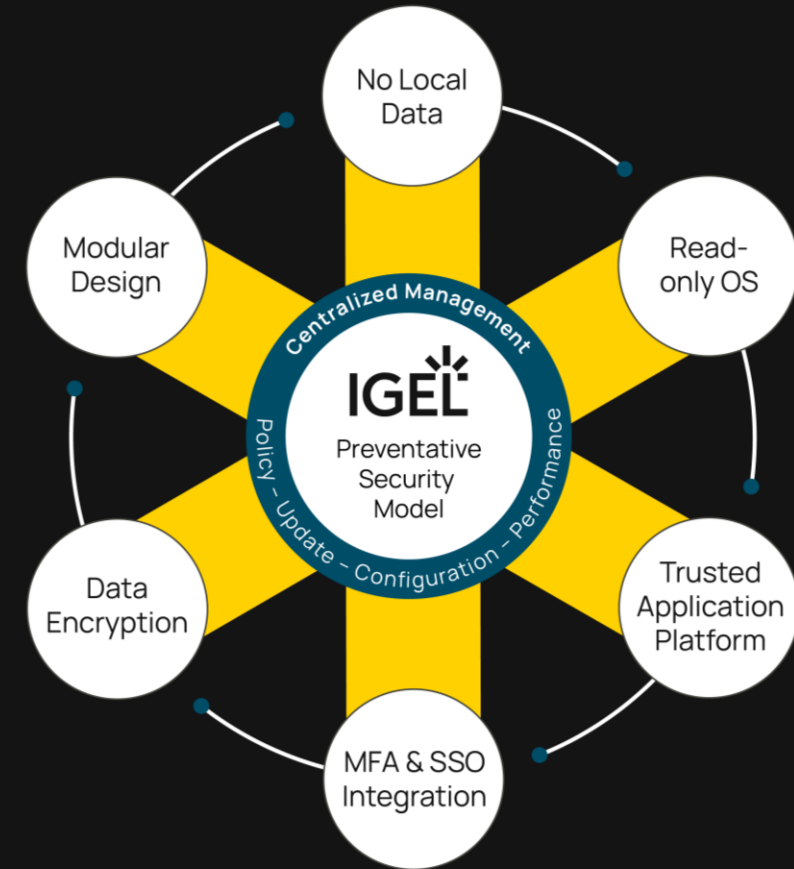 No Local
Data
Read-
only OS
Trusted
Application
Platform
MFA & SSO
Integration
Data
Encryption
Modular
Design
Centralized Management
IGEL
Preventative
Security
Model
Policy – Update – Configuration – Performance